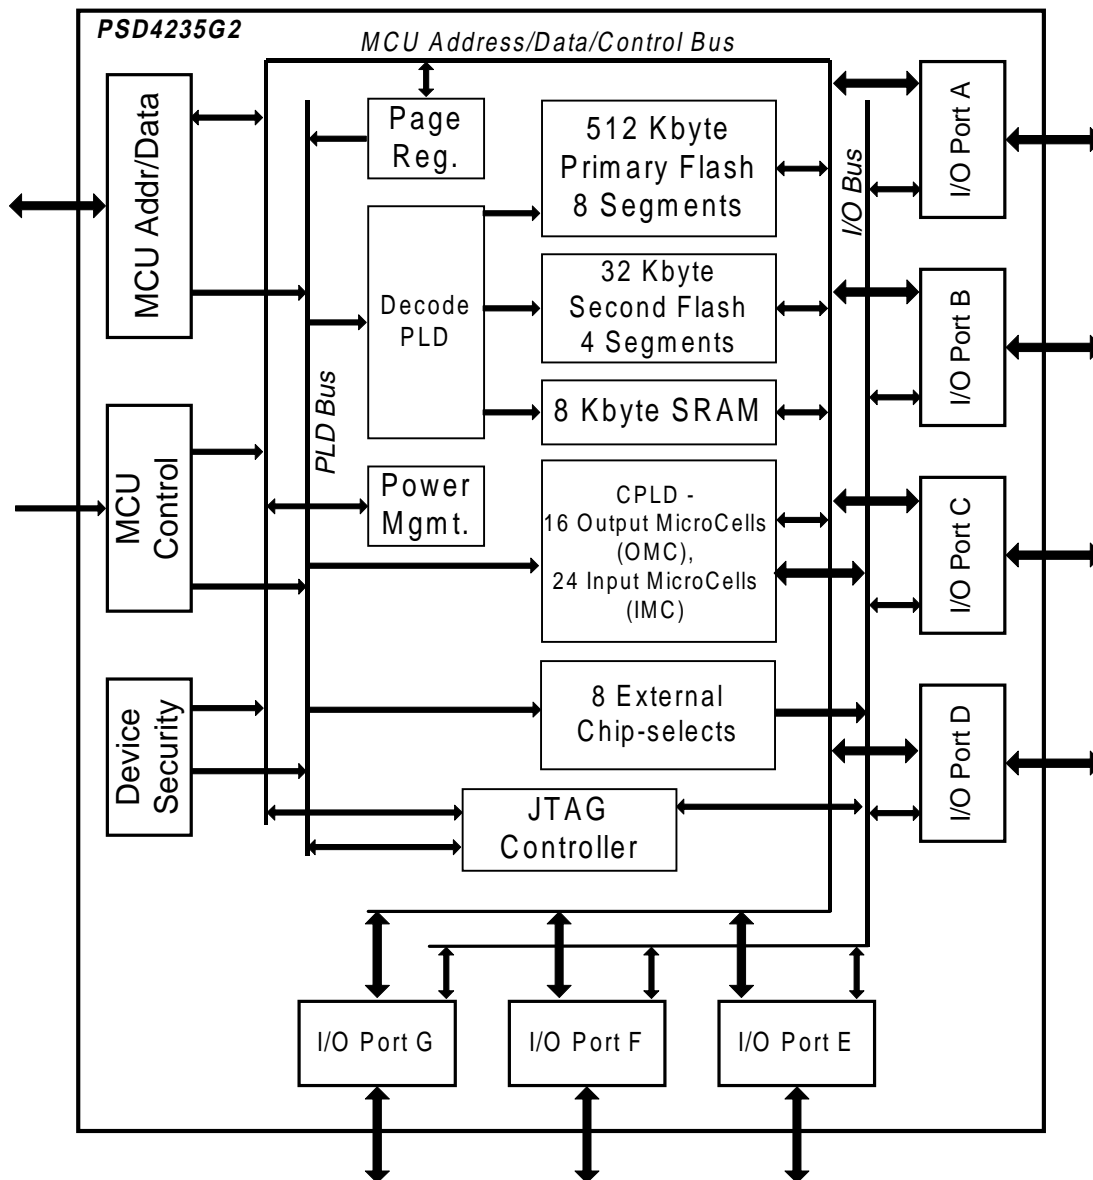 PSD4235G2
MCU Address/Data/Control Bus
MCU Addr/Data
Page
Reg.
512 Kbyte
Primary Flash
8 Segments
I/O Bus
I/O Port A
Decode
PLD
32 Kbyte
Second Flash
4 Segments
I/O Port B
PLD Bus
8 Kbyte SRAM
MCU
Control
Power
Mgmt.
CPLD -
16 Output MicroCells
(OMC),
24 Input MicroCells
(IMC)
I/O Port C
Device
Security
8 External
Chip-selects
I/O Port D
JTAG
Controller
I/O Port G
I/O Port F
I/O Port E